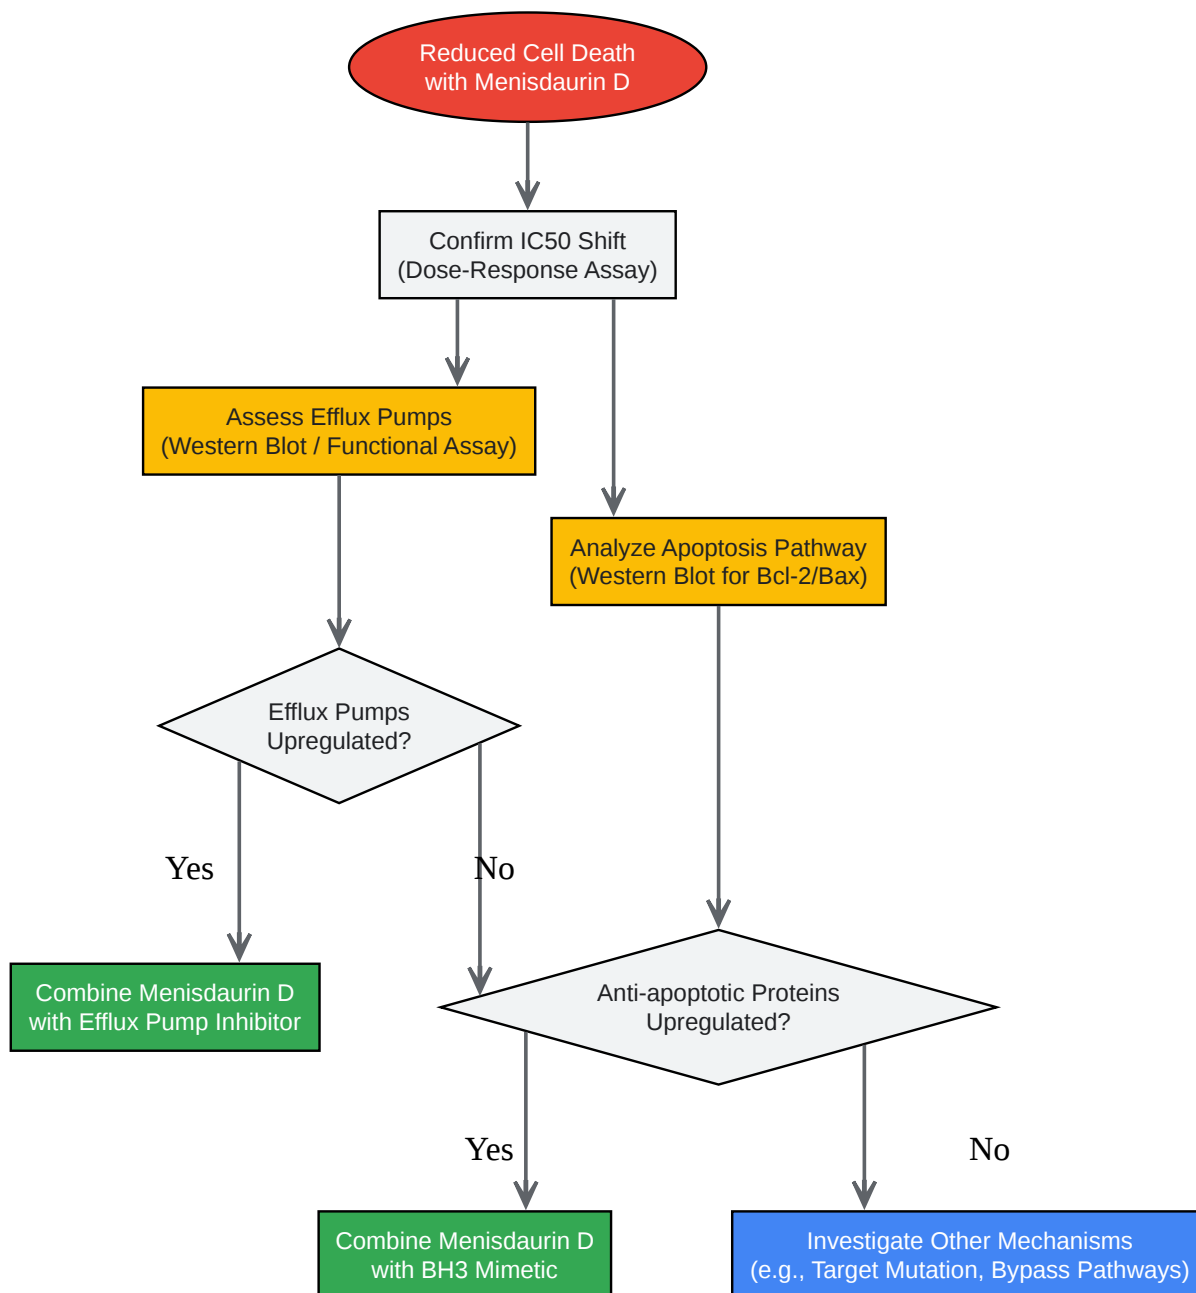 Reduced Cell Death
with Menisdaurin D
Confirm IC50 Shift
(Dose-Response Assay)
Assess Efflux Pumps
(Western Blot / Functional Assay)
Analyze Apoptosis Pathway
(Western Blot for Bcl-2/Bax)
Efflux Pumps
Upregulated?
Yes
No
Combine Menisdaurin D
with Efflux Pump Inhibitor
Anti-apoptotic Proteins
Upregulated?
Yes
No
Combine Menisdaurin D
with BH3 Mimetic
Investigate Other Mechanisms
(e.g., Target Mutation, Bypass Pathways)